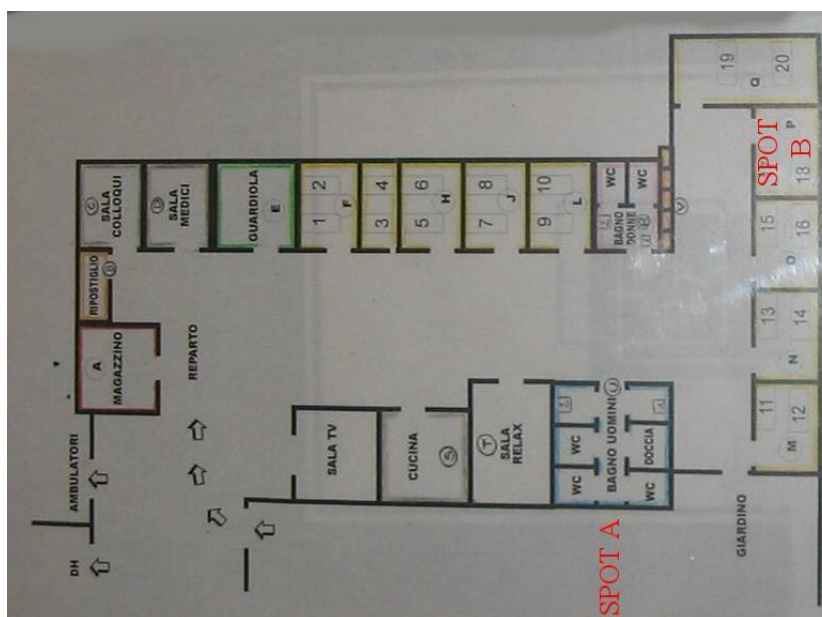 19
20
Q
SPOT
B
P
18
C
SALA
COLLOQUI
D
SALA
MEDICI
GUARDIOLA
E
1
2
F
3
4
5
6
H
7
8
J
9
10
L
WC
WC
BAGNO
DONNE
15
16
O
B
RIPOSTIGLIO
A
MAGAZZINO
REPARTO
13
14
N
AMBULATORI
SALA TV
CUCINA
S
T
SALA
RELAX
BAGNO UOMINI
U
WC
WC
WC
DOCCIA
11
12
M
DH
SPOT A
GIARDINO